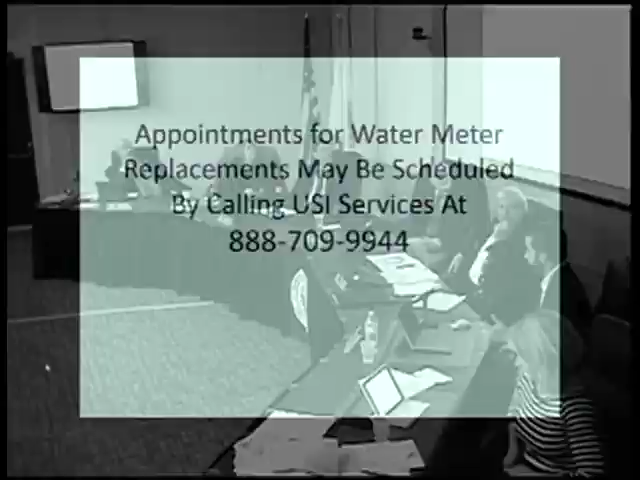 Appointments for Water Meter
Replacements May Be Scheduled
By Calling USI Services At
888-709-9944